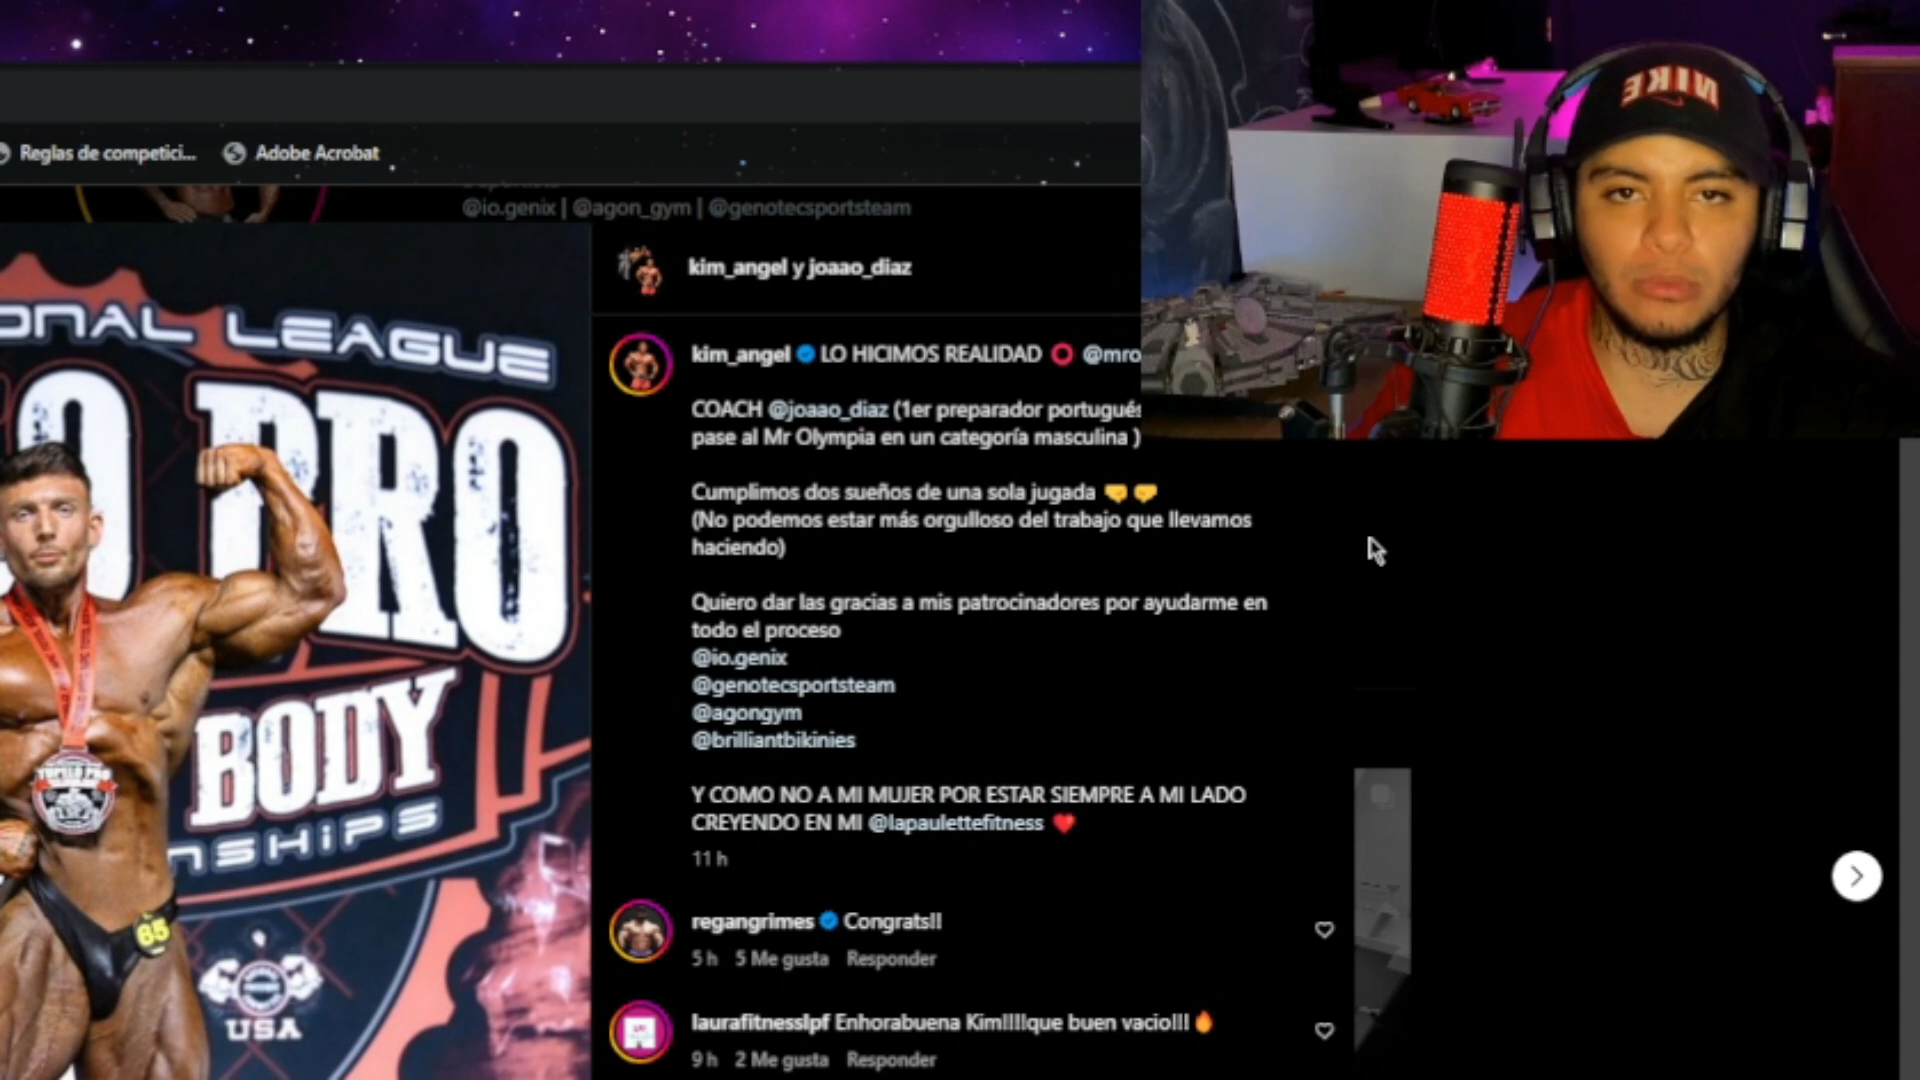 Reglas de competici...
Adobe Acrobat
@io.genix | @agon_gym | @genotecsportsteam
kim_angel y joaao_diaz
kim_angel LO HICIMOS REALIDAD ⭕ @mro
COACH @joaao_diaz (1er preparador portugués
pase al Mr Olympia en un categoría masculina )
Cumplimos dos sueños de una sola jugada 🤜🤛
(No podemos estar más orgulloso del trabajo que llevamos
haciendo)
Quiero dar las gracias a mis patrocinadores por ayudarme en
todo el proceso
@io.genix
@genotecsportsteam
@agongym
@brilliantbikinies
Y COMO NO A MI MUJER POR ESTAR SIEMPRE A MI LADO
CREYENDO EN MI @lapaulettefitness ❤️
11 h
regangrimes Congrats!!
5 h 5 Me gusta Responder
laurafitnesslpf Enhorabuena Kim!!!!que buen vacio!!!🔥
9 h 2 Me gusta Responder
ONAL LEAGUE
O PRO
BODY
NSHIPS
65
USA
NIKE